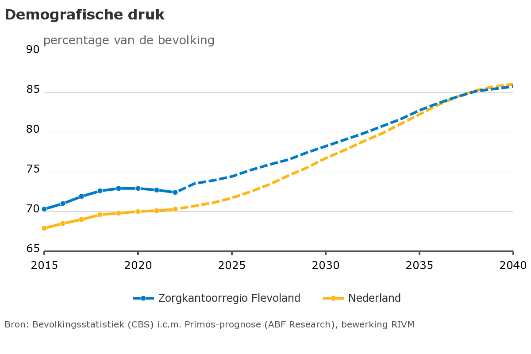 Demografische druk
percentage van de bevolking
90
85
80
75
70
65
2015 2020 2025 2030 2035 2040
Zorgkantoorregio Flevoland Nederland
Bron: Bevolkingsstatistiek (CBS) i.c.m. Primos-prognose (ABF Research), bewerking RIVM